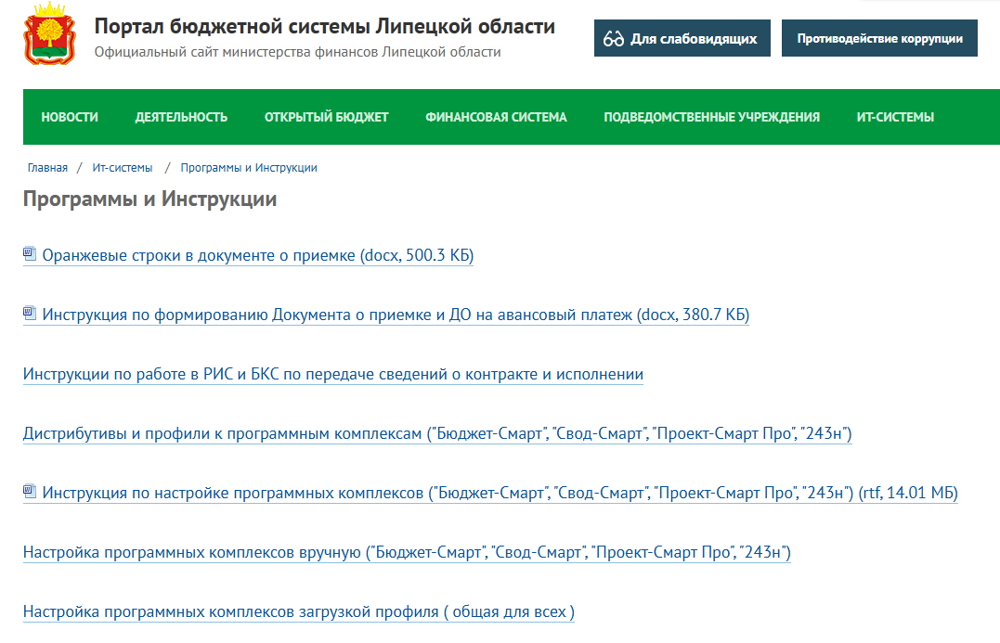 Портал бюджетной системы Липецкой области
Официальный сайт министерства финансов Липецкой области
Для слабовидящих
Противодействие коррупции
НОВОСТИ ДЕЯТЕЛЬНОСТЬ ОТКРЫТЫЙ БЮДЖЕТ ФИНАНСОВАЯ СИСТЕМА ПОДВЕДОМСТВЕННЫЕ УЧРЕЖДЕНИЯ ИТ-СИСТЕМЫ
Главная / Ит-системы / Программы и Инструкции
Программы и Инструкции
Оранжевые строки в документе о приемке (docx, 500.3 КБ)
Инструкция по формированию Документа о приемке и ДО на авансовый платеж (docx, 380.7 КБ)
Инструкции по работе в РИС и БКС по передаче сведений о контракте и исполнении
Дистрибутивы и профили к программным комплексам ("Бюджет-Смарт", "Свод-Смарт", "Проект-Смарт Про", "243н")
Инструкция по настройке программных комплексов ("Бюджет-Смарт", "Свод-Смарт", "Проект-Смарт Про", "243н") (rtf, 14.01 МБ)
Настройка программных комплексов вручную ("Бюджет-Смарт", "Свод-Смарт", "Проект-Смарт Про", "243н")
Настройка программных комплексов загрузкой профиля ( общая для всех )